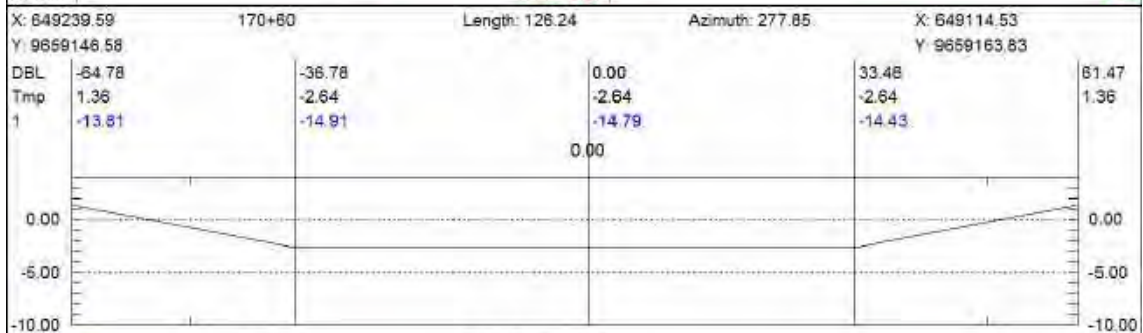 X: 649239.59 170+60 Length: 126.24 Azimuth: 277.85 X: 649114.53
Y: 9659146.58 Y: 9659163.83
DBL -64.78 -36.78 0.00 33.46 61.47
Tmp 1.36 -2.64 -2.64 -2.64 1.36
1 -13.81 -14.91 -14.79 -14.43
0.00
0.00 0.00
-5.00 -5.00
-10.00 -10.00